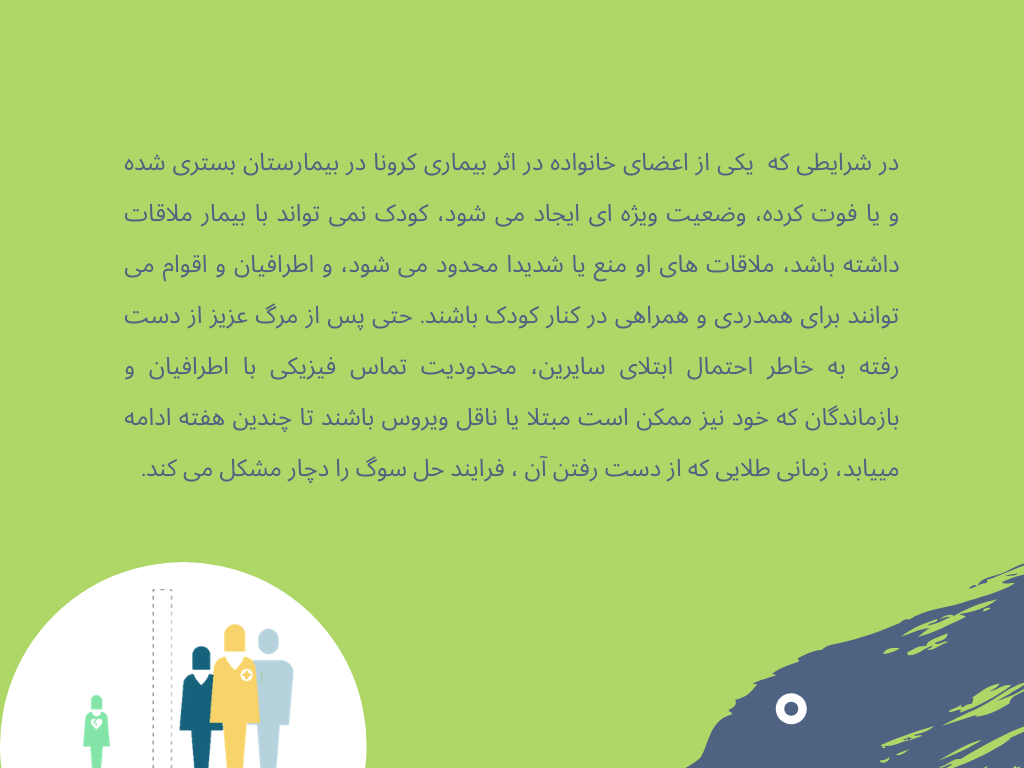 در شرایطی که یکی از اعضای خانواده در اثر بیماری کرونا در بیمارستان بستری شده
و یا فوت کرده، وضعیت ویژه ای ایجاد می شود، کودک نمی تواند با بیمار ملاقات
داشته باشد، ملاقات های او منع یا شدیدا محدود می شود، و اطرافیان و اقوام می
توانند برای همدردی و همراهی در کنار کودک باشند. حتی پس از مرگ عزیز از دست
رفته به خاطر احتمال ابتلای سایرین، محدودیت تماس فیزیکی با اطرافیان و
بازماندگان که خود نیز ممکن است مبتلا یا ناقل ویروس باشند تا چندین هفته ادامه
مییابد، زمانی طلایی که از دست رفتن آن ، فرایند حل سوگ را دچار مشکل می کند.